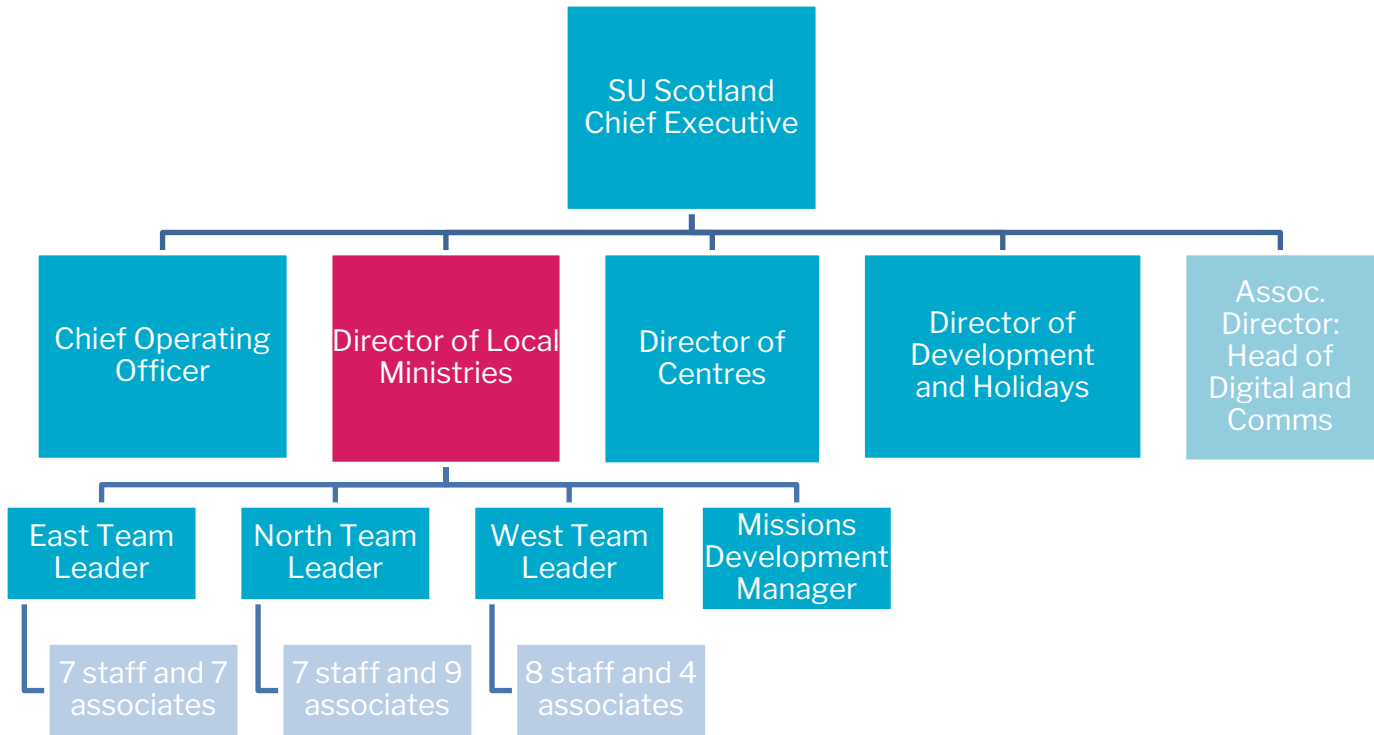 SU Scotland
Chief Executive
Chief Operating
Officer
Director of Local
Ministries
Director of
Centres
Director of
Development
and Holidays
Assoc.
Director:
Head of
Digital and
Comms
East Team
Leader
North Team
Leader
West Team
Leader
Missions
Development
Manager
7 staff and 7
associates
7 staff and 9
associates
8 staff and 4
associates